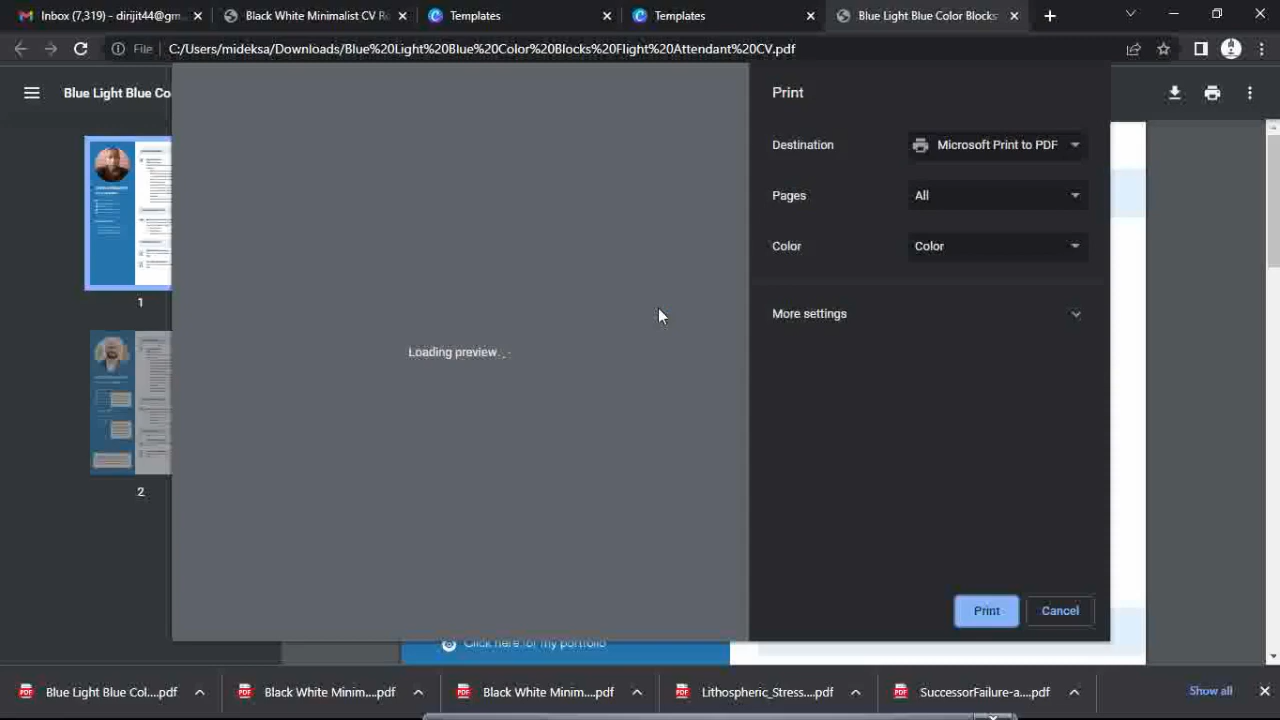 Inbox (7,319) - dirijit44@gm
Black White Minimalist CV R
Templates
Templates
Blue Light Blue Color Blocks
File
C:/Users/mideksa/Downloads/Blue%20Light%20Blue%20Color%20Blocks%20Flight%20Attendant%20CV.pdf
Blue Light Blue Co
Print
Destination
Microsoft Print to PDF
Pages
All
Color
Color
More settings
Loading preview...
1
2
Print
Cancel
Click here for my portfolio
Blue Light Blue Col....pdf
Black White Minim....pdf
Black White Minim....pdf
Lithospheric_Stress....pdf
SuccessorFailure-a....pdf
Show all